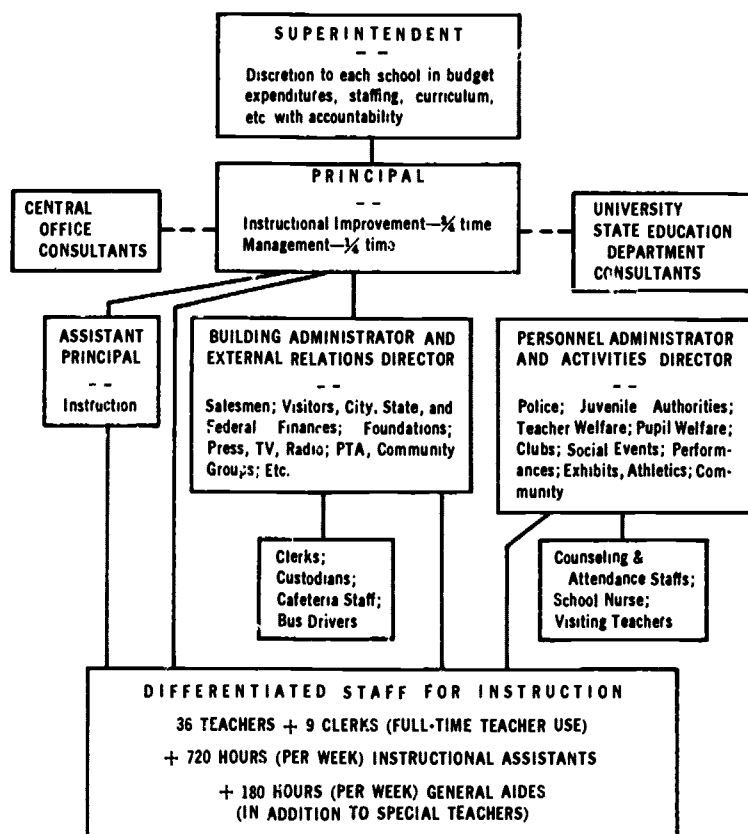 SUPERINTENDENT
– –
Discretion to each school in budget
expenditures, staffing, curriculum,
etc with accountability
PRINCIPAL
– –
Instructional Improvement—¾ time
Management—¼ time
CENTRAL
OFFICE
CONSULTANTS
UNIVERSITY
STATE EDUCATION
DEPARTMENT
CONSULTANTS
ASSISTANT
PRINCIPAL
– –
Instruction
BUILDING ADMINISTRATOR AND
EXTERNAL RELATIONS DIRECTOR
– –
Salesmen; Visitors, City, State, and
Federal Finances; Foundations;
Press, TV, Radio; PTA, Community
Groups; Etc.
PERSONNEL ADMINISTRATOR
AND ACTIVITIES DIRECTOR
– –
Police; Juvenile Authorities;
Teacher Welfare; Pupil Welfare;
Clubs; Social Events; Perform-
ances; Exhibits, Athletics; Com-
munity
Clerks;
Custodians;
Cafeteria Staff;
Bus Drivers
Counseling &
Attendance Staffs;
School Nurse;
Visiting Teachers
DIFFERENTIATED STAFF FOR INSTRUCTION
36 TEACHERS + 9 CLERKS (FULL-TIME TEACHER USE)
+ 720 HOURS (PER WEEK) INSTRUCTIONAL ASSISTANTS
+ 180 HOURS (PER WEEK) GENERAL AIDES
(IN ADDITION TO SPECIAL TEACHERS)